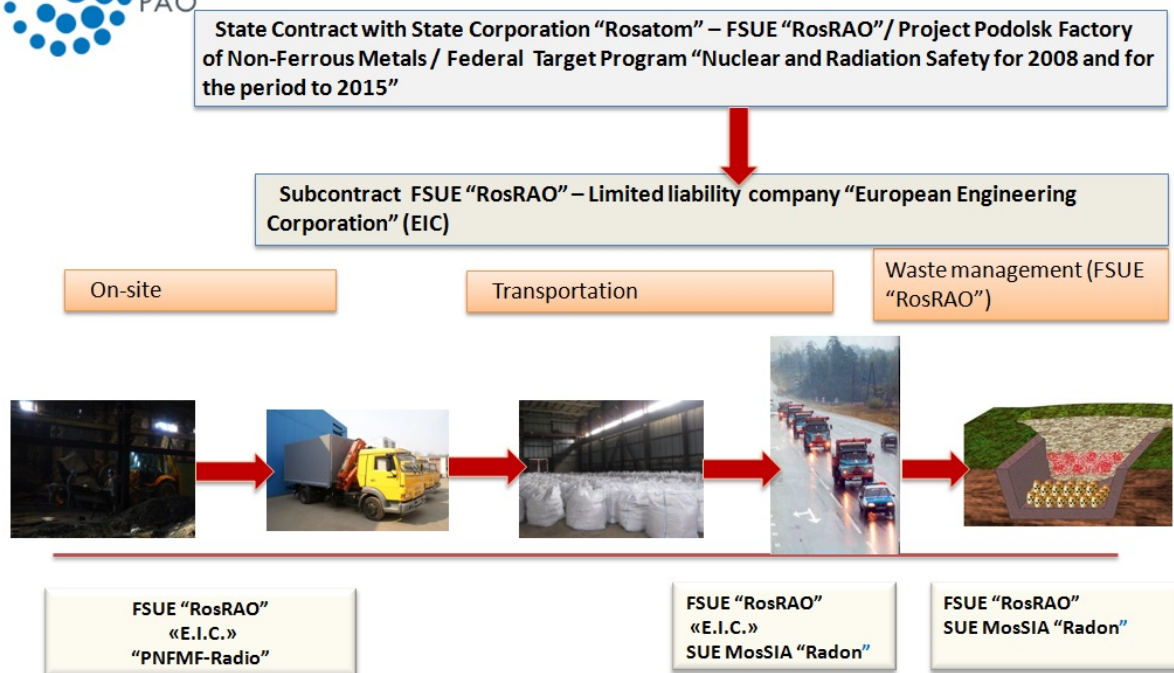 РАО
State Contract with State Corporation “Rosatom” – FSUE “RosRAO”/ Project Podolsk Factory
of Non-Ferrous Metals / Federal Target Program “Nuclear and Radiation Safety for 2008 and for
the period to 2015”
Subcontract FSUE “RosRAO” – Limited liability company “European Engineering
Corporation” (EIC)
On-site
Transportation
Waste management (FSUE
“RosRAO”)
FSUE “RosRAO”
«E.I.C.»
“PNFMF-Radio”
FSUE “RosRAO”
«E.I.C.»
SUE MosSIA “Radon”
FSUE “RosRAO”
SUE MosSIA “Radon”